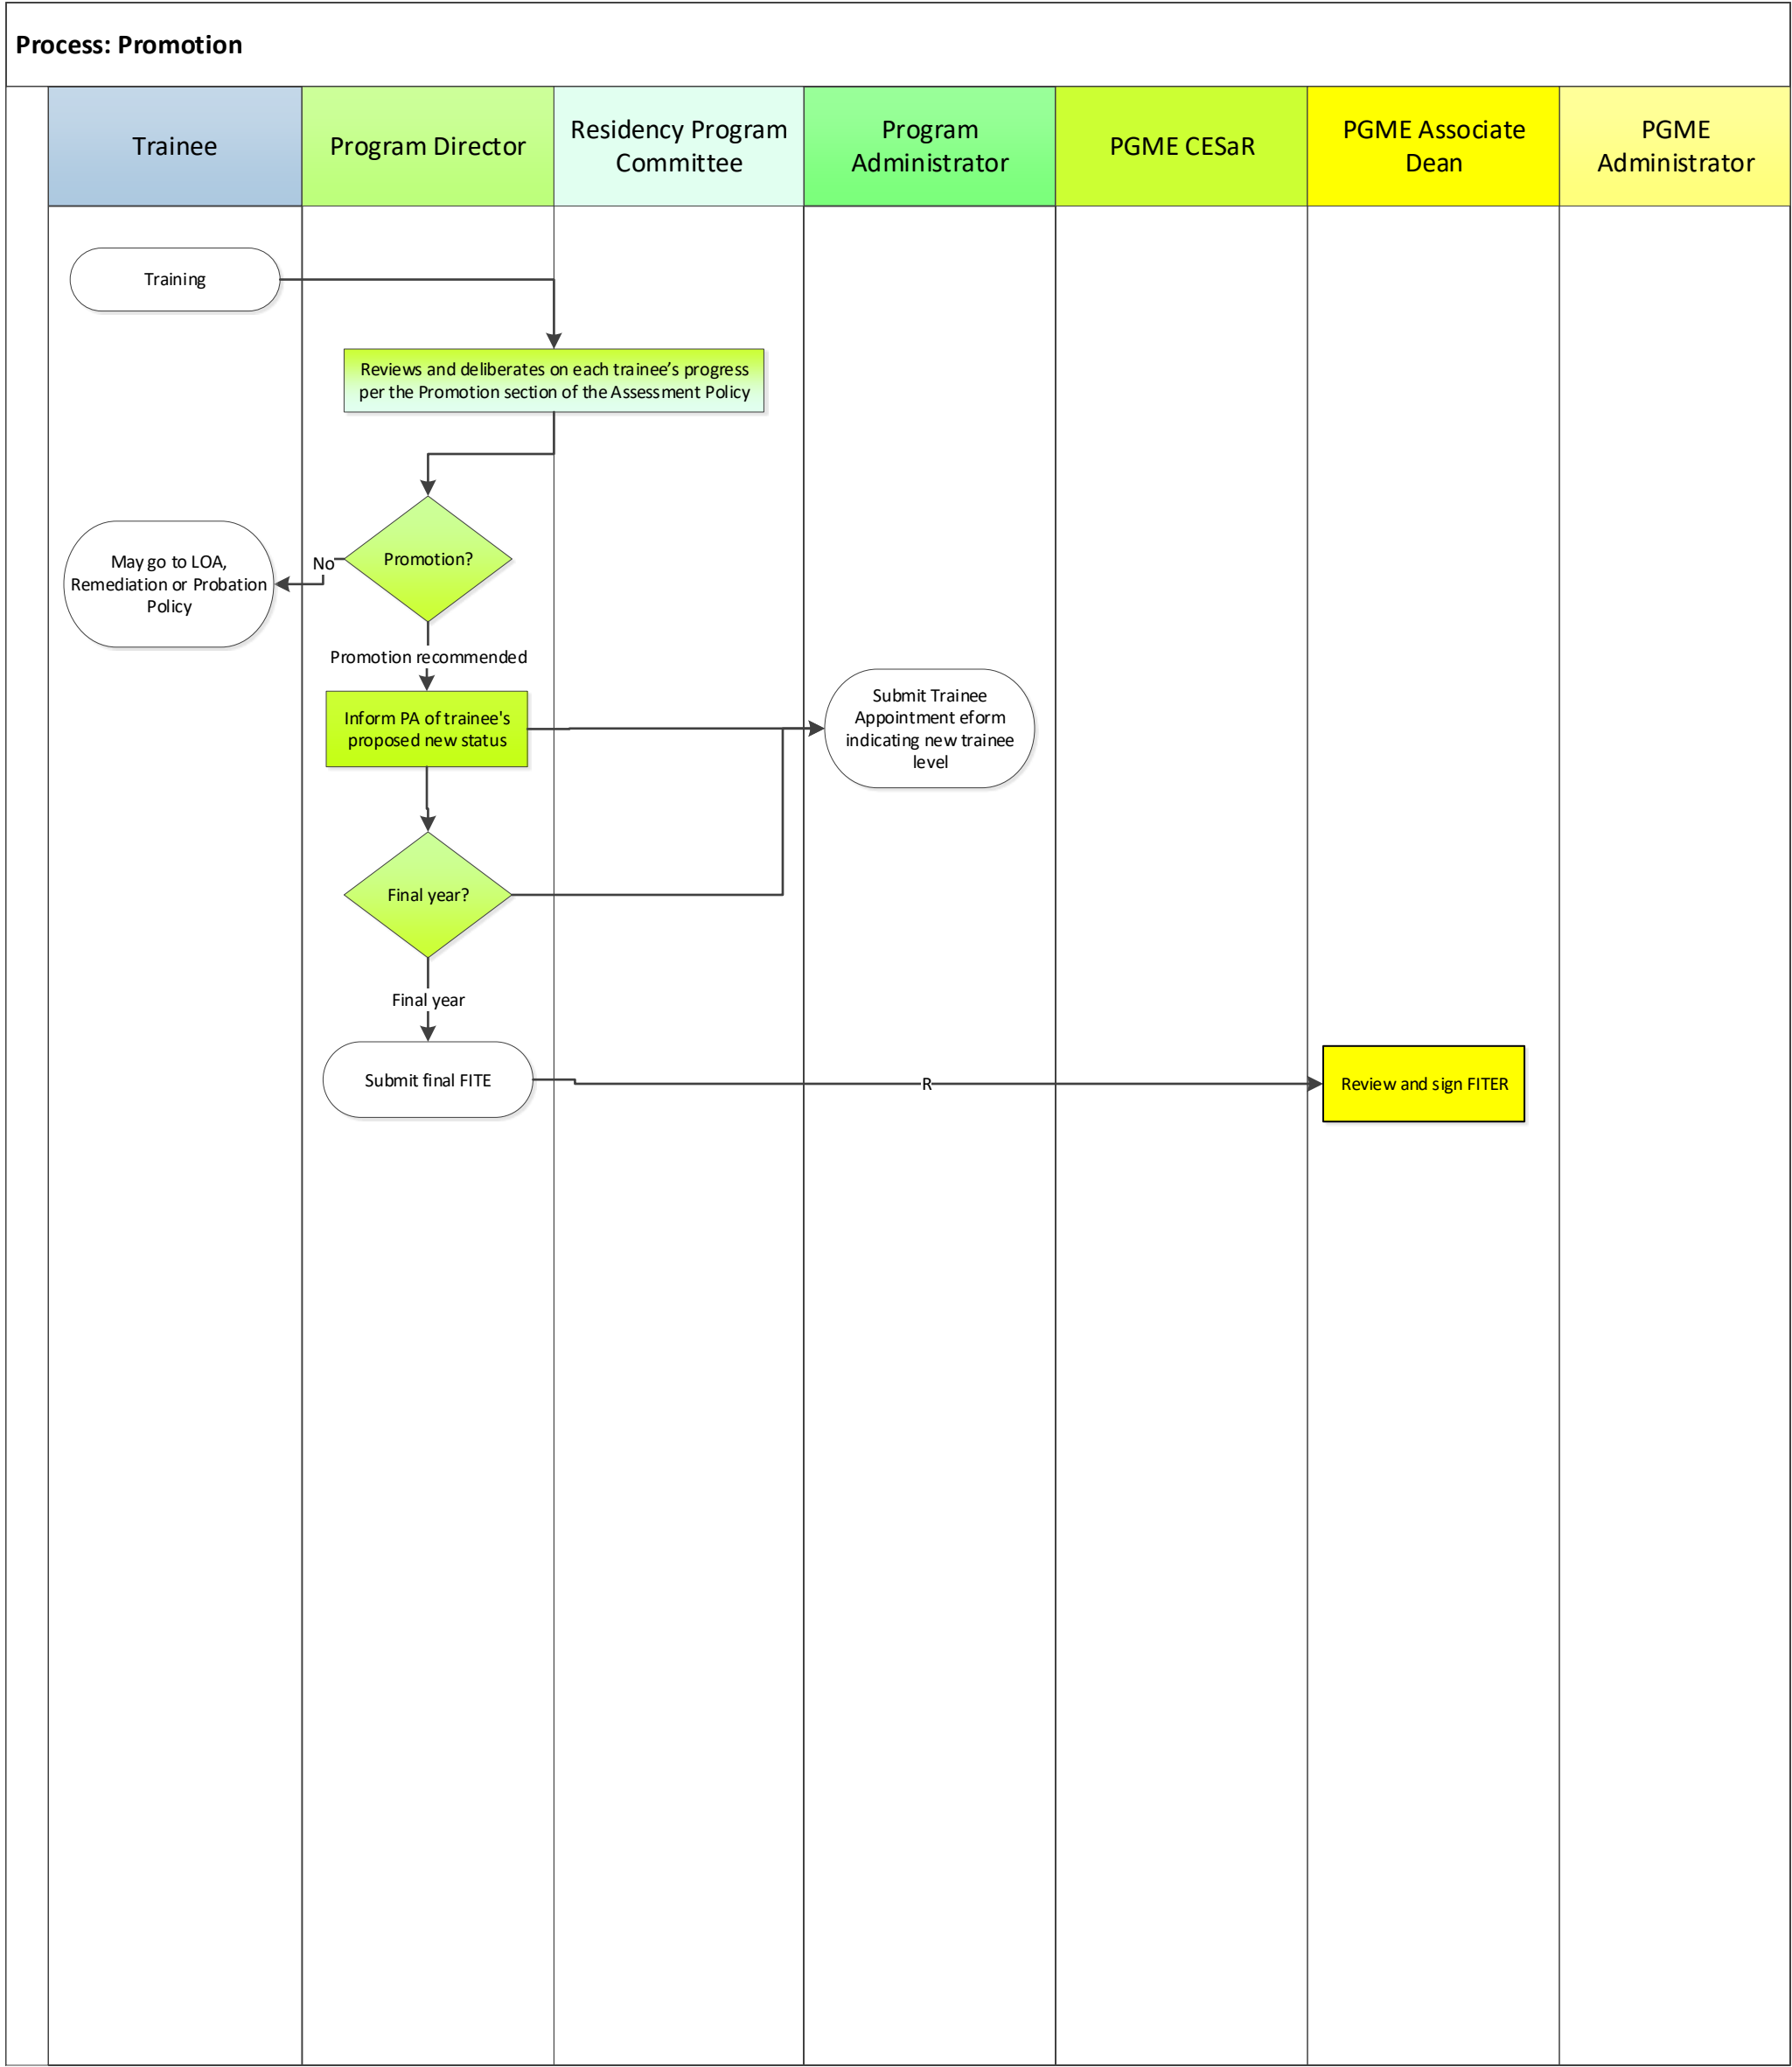 Process: Promotion
Trainee
Program Director
Residency Program
Committee
Program
Administrator
PGME CESaR
PGME Associate
Dean
PGME
Administrator
Training
Reviews and deliberates on each trainee’s progress
per the Promotion section of the Assessment Policy
Promotion?
No
May go to LOA,
Remediation or Probation
Policy
Promotion recommended
Inform PA of trainee's
proposed new status
Submit Trainee
Appointment eform
indicating new trainee
level
Final year?
Final year
Submit final FITE
R
Review and sign FITER